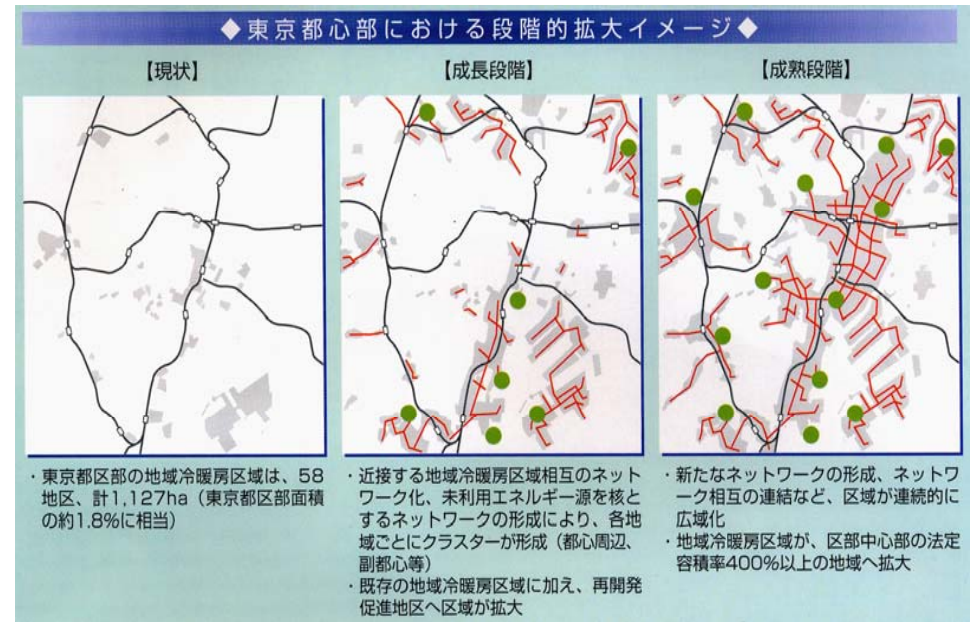 ◆東京都心部における段階的拡大イメージ◆
【現状】
【成長段階】
【成熟段階】
・東京都区部の地域冷暖房区域は、58
地区、計1,127ha（東京都区部面積
の約1.8％に相当）
・近接する地域冷暖房区域相互のネット
ワーク化、未利用エネルギー源を核と
するネットワークの形成により、各地
域ごとにクラスターが形成（都心周辺、
副都心等）
・既存の地域冷暖房区域に加え、再開発
促進地区へ区域が拡大
・新たなネットワークの形成、ネットワ
ーク相互の連結など、区域が連続的に
広域化
・地域冷暖房区域が、区部中心部の法定
容積率400％以上の地域へ拡大